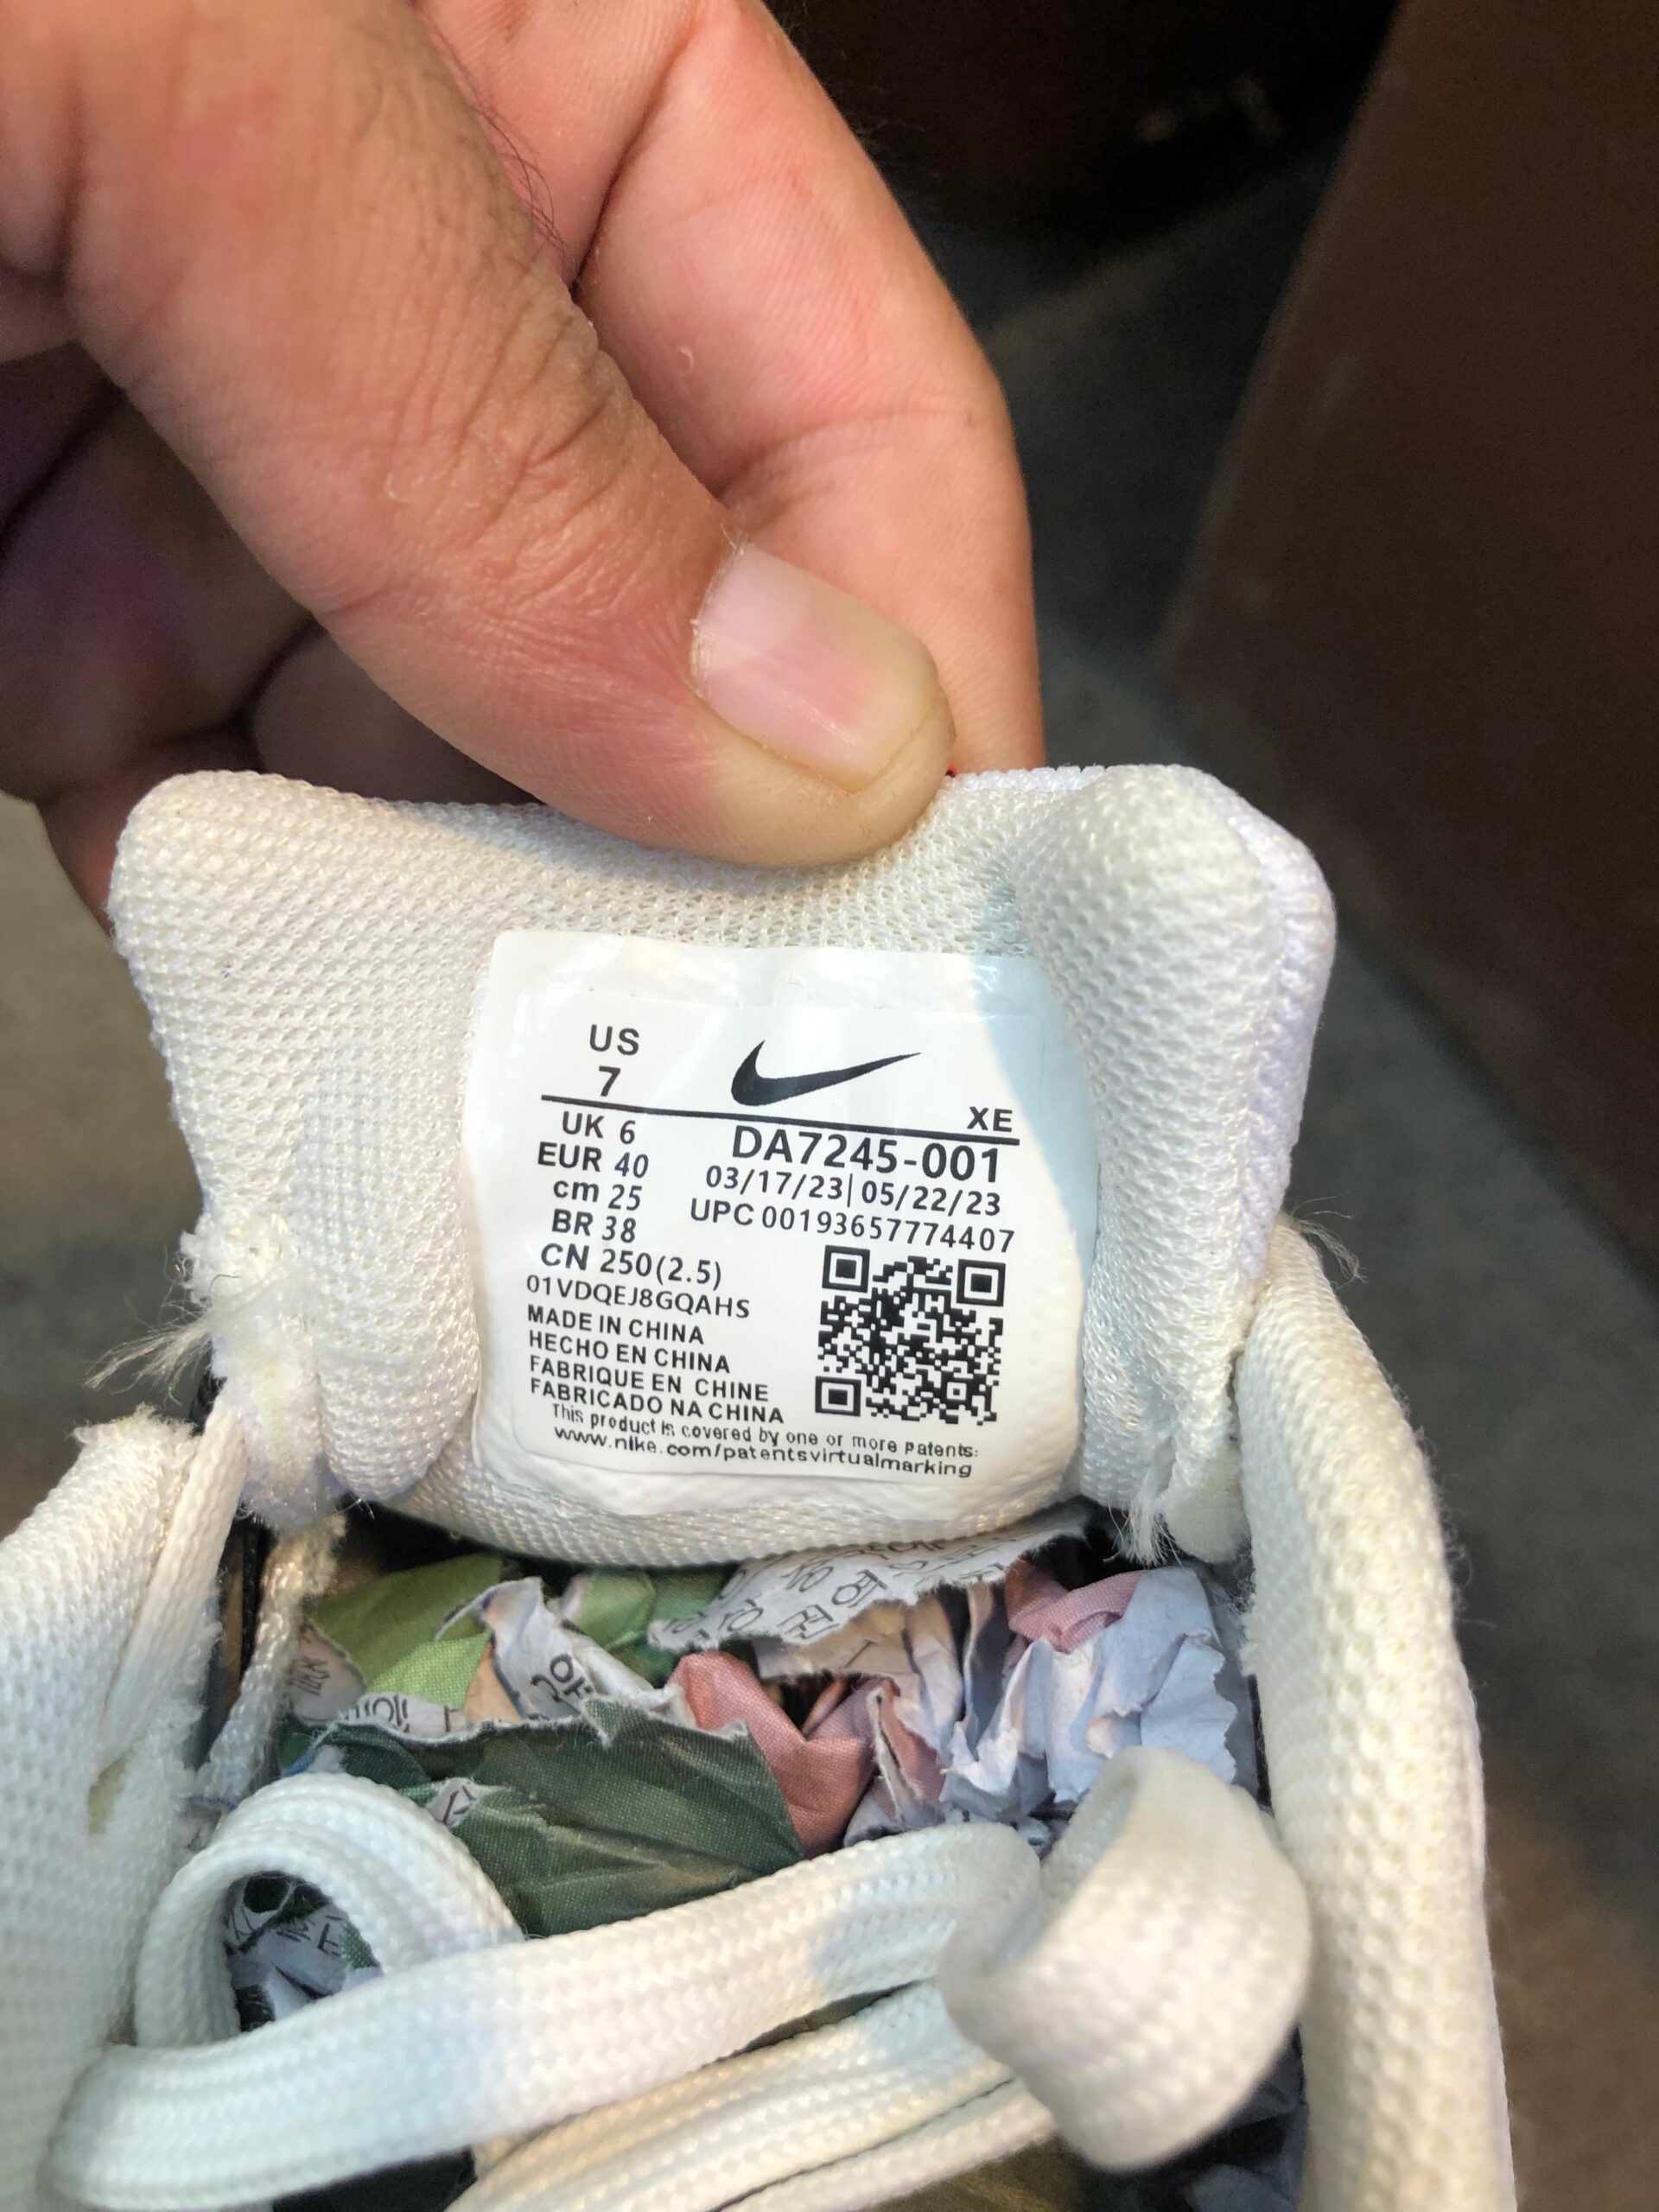 US
7
XE
UK 6
DA7245-001
EUR 40
03/17/23| 05/22/23
cm 25
UPC 00193657774407
BR 38
CN 250(2.5)
01VDQEJ8GQAHS
MADE IN CHINA
HECHO EN CHINA
FABRIQUE EN CHINE
FABRICADO NA CHINA
This product is covered by one or more patents:
www.nike.com/patentsvirtualmarking